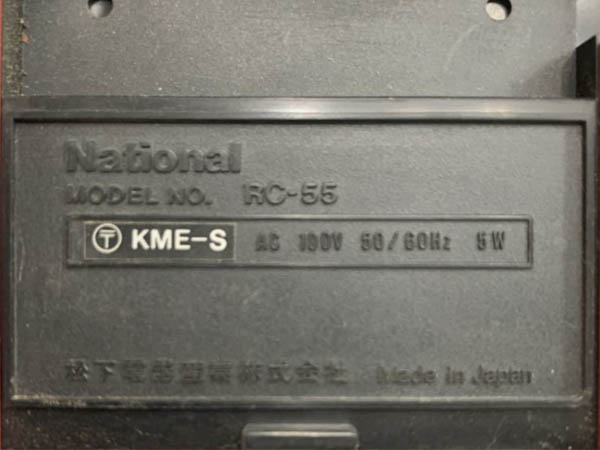 National
MODEL NO. RC-55
〶 KME-S AC 100V 50/60Hz 5W
松下電器産業株式会社 Made in Japan